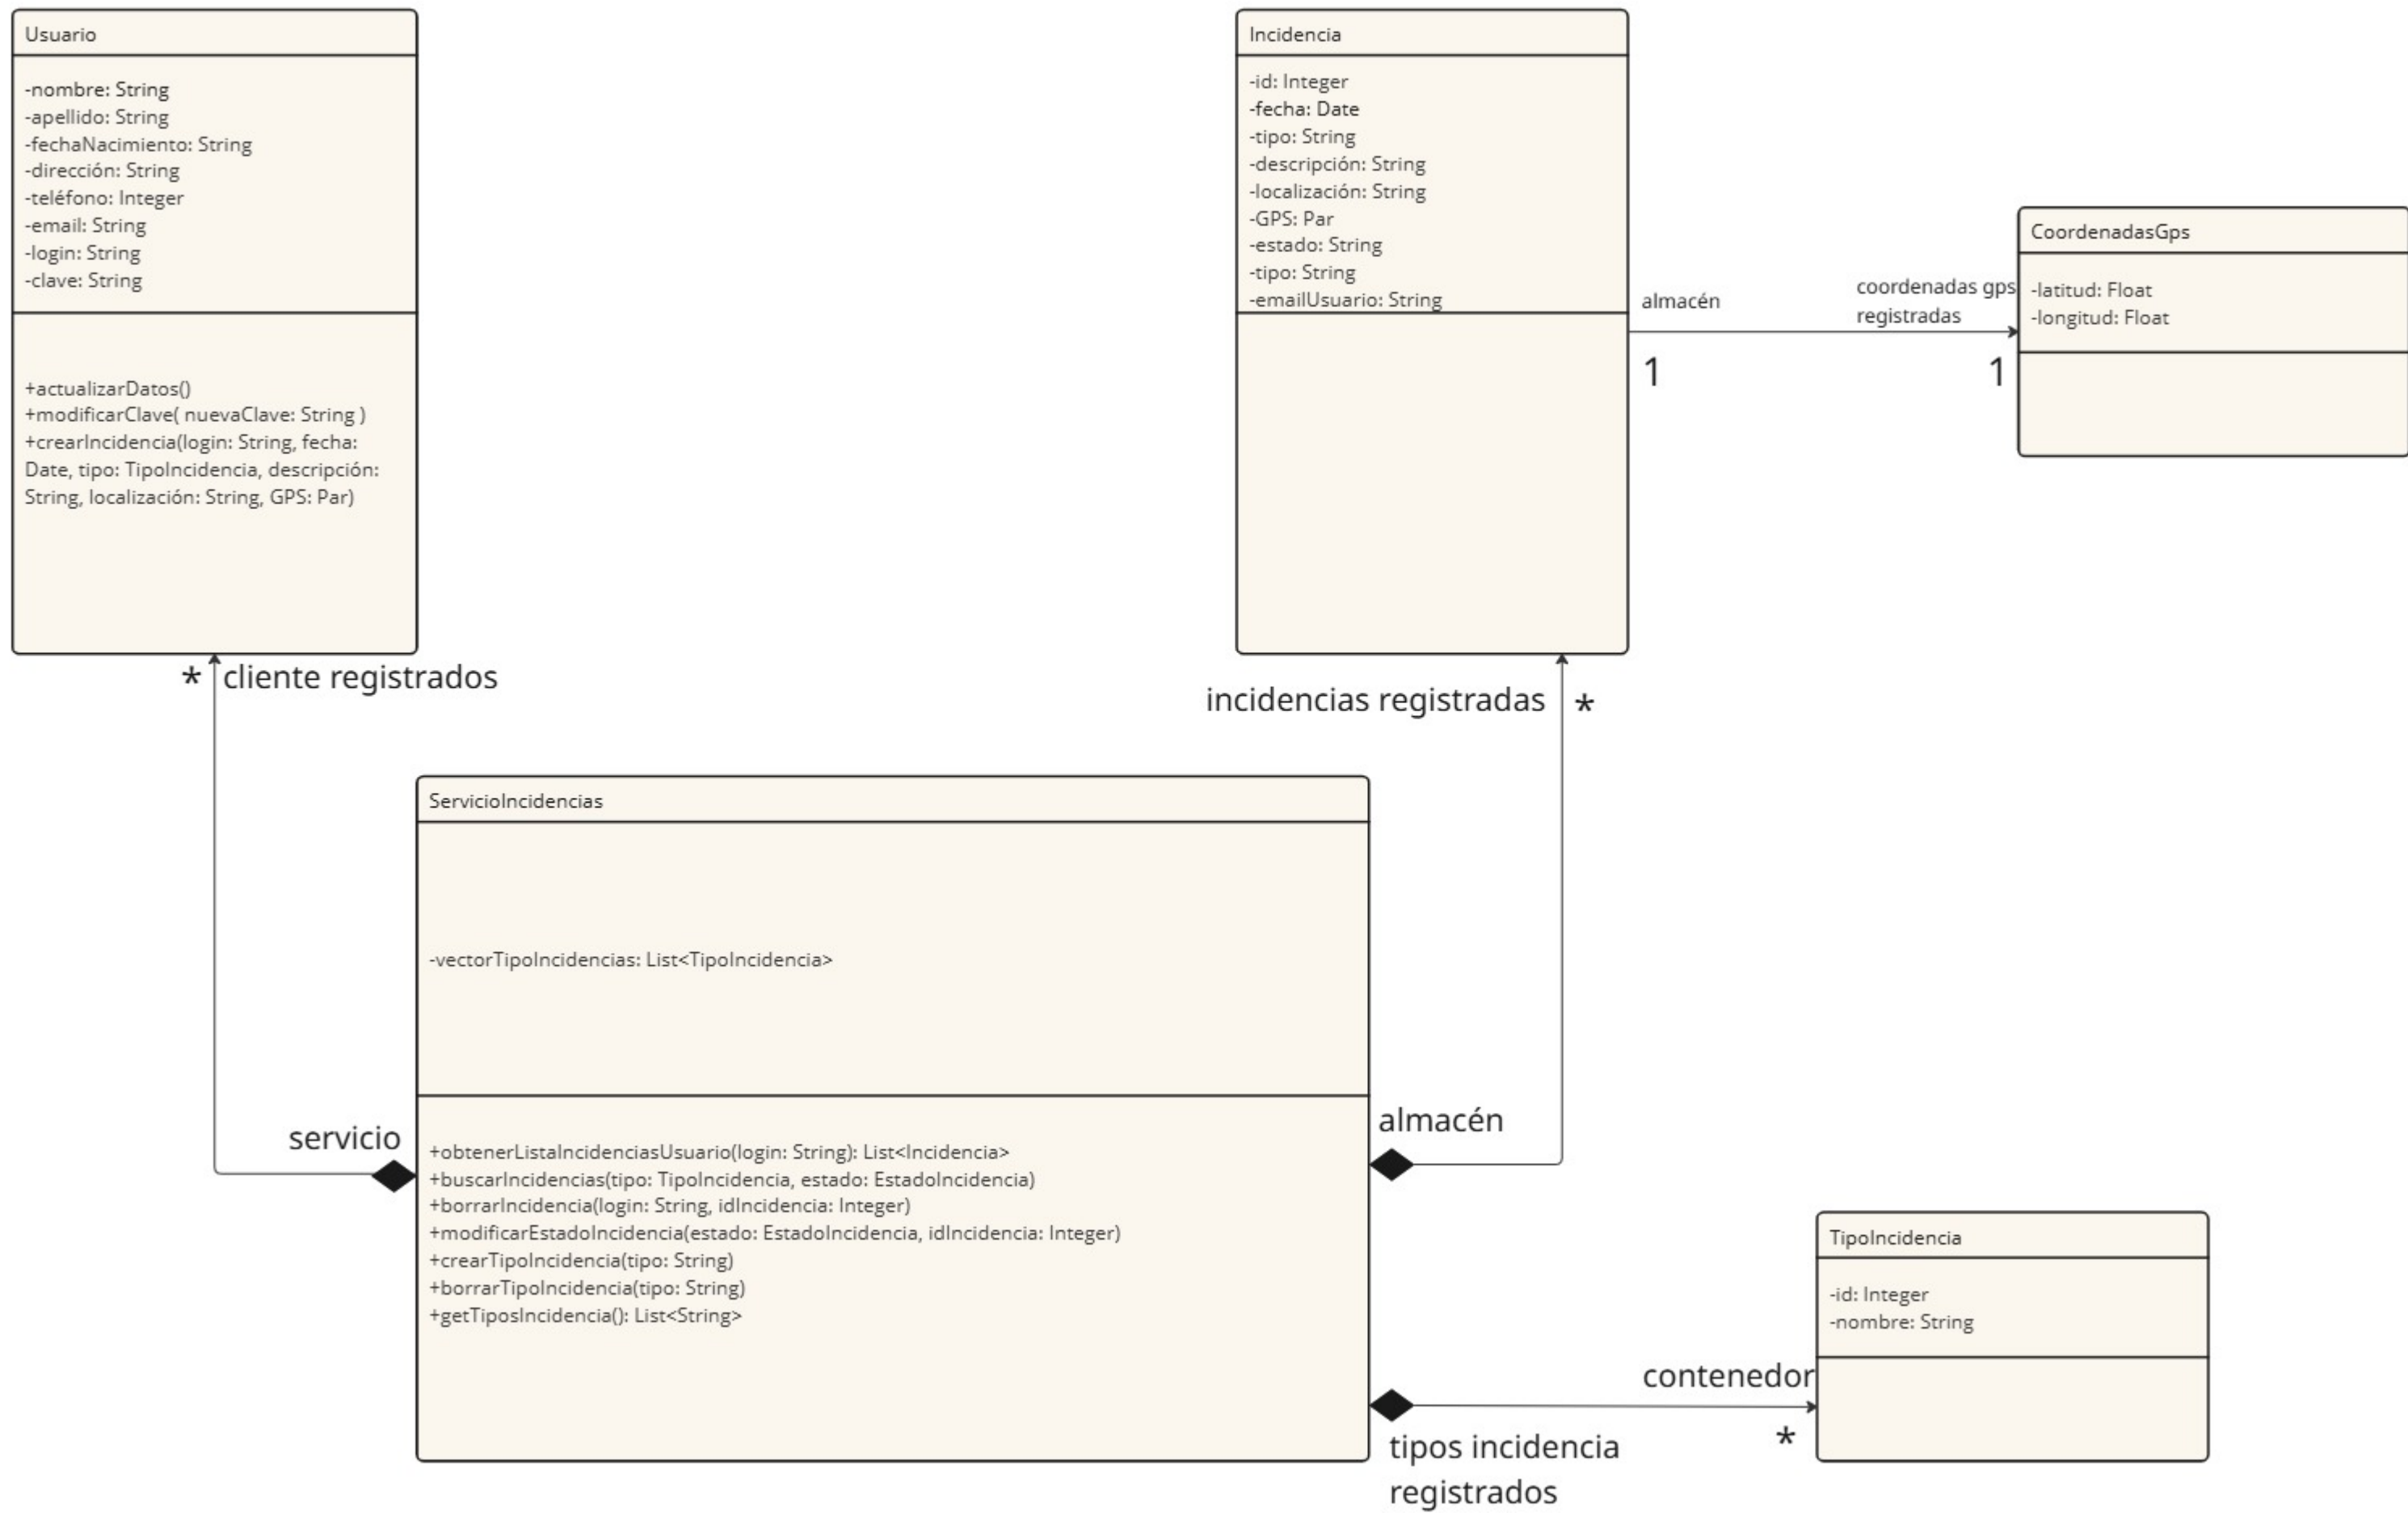 Usuario
-nombre: String
-apellido: String
-fechaNacimiento: String
-dirección: String
-teléfono: Integer
-email: String
-login: String
-clave: String
+actualizarDatos()
+modificarClave( nuevaClave: String )
+crearIncidencia(login: String, fecha:
Date, tipo: TipoIncidencia, descripción:
String, localización: String, GPS: Par)
Incidencia
-id: Integer
-fecha: Date
-tipo: String
-descripción: String
-localización: String
-GPS: Par
-estado: String
-tipo: String
-emailUsuario: String
almacén
1
coordenadas gps
registradas
1
CoordenadasGps
-latitud: Float
-longitud: Float
* cliente registrados
incidencias registradas *
ServicioIncidencias
-vectorTipoIncidencias: List<TipoIncidencia>
servicio
+obtenerListaIncidenciasUsuario(login: String): List<Incidencia>
+buscarIncidencias(tipo: TipoIncidencia, estado: EstadoIncidencia)
+borrarIncidencia(login: String, idIncidencia: Integer)
+modificarEstadoIncidencia(estado: EstadoIncidencia, idIncidencia: Integer)
+crearTipoIncidencia(tipo: String)
+borrarTipoIncidencia(tipo: String)
+getTiposIncidencia(): List<String>
almacén
TipoIncidencia
-id: Integer
-nombre: String
contenedor
*
tipos incidencia
registrados